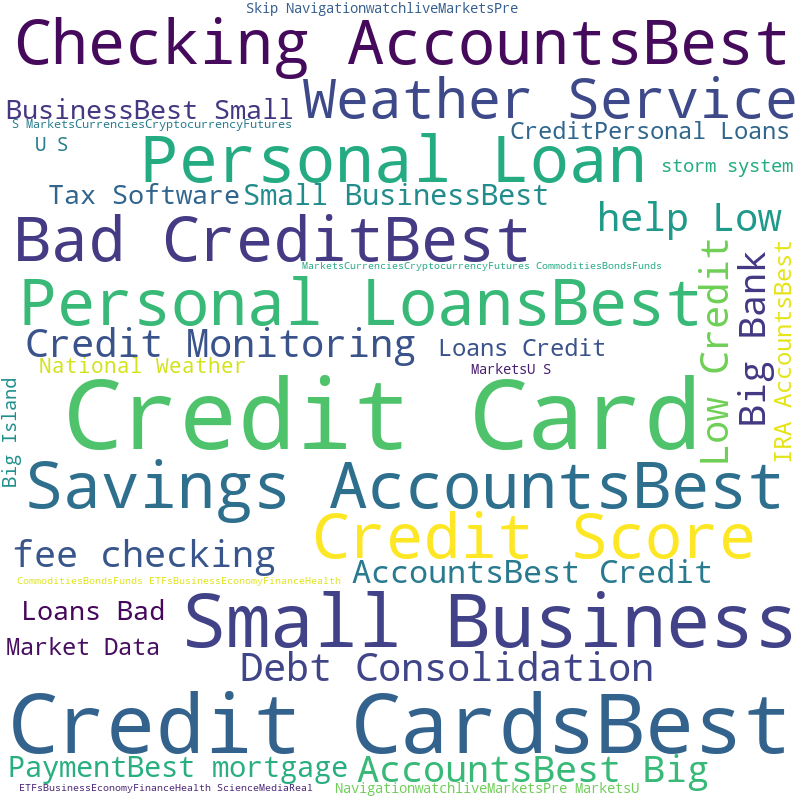 Skip NavigationwatchliveMarketsPre
Checking AccountsBest
Weather Service
BusinessBest Small
S MarketsCurrenciesCryptocurrencyFutures
CreditPersonal Loans
U S
Personal Loan
storm system
Tax Software
Small BusinessBest
help Low
Bad CreditBest
MarketsCurrenciesCryptocurrencyFutures CommoditiesBondsFunds
Low Credit
Big Bank
IRA AccountsBest
Personal LoansBest
Credit Monitoring
Loans Credit
National Weather
MarketsU S
Big Island
Credit Card
Savings AccountsBest
Credit Score
fee checking
AccountsBest Credit
CommoditiesBondsFunds ETFsBusinessEconomyFinanceHealth
Loans Bad
Small Business
Market Data
Debt Consolidation
Credit CardsBest
PaymentBest mortgage
AccountsBest Big
ETFsBusinessEconomyFinanceHealth ScienceMediaReal
NavigationwatchliveMarketsPre MarketsU